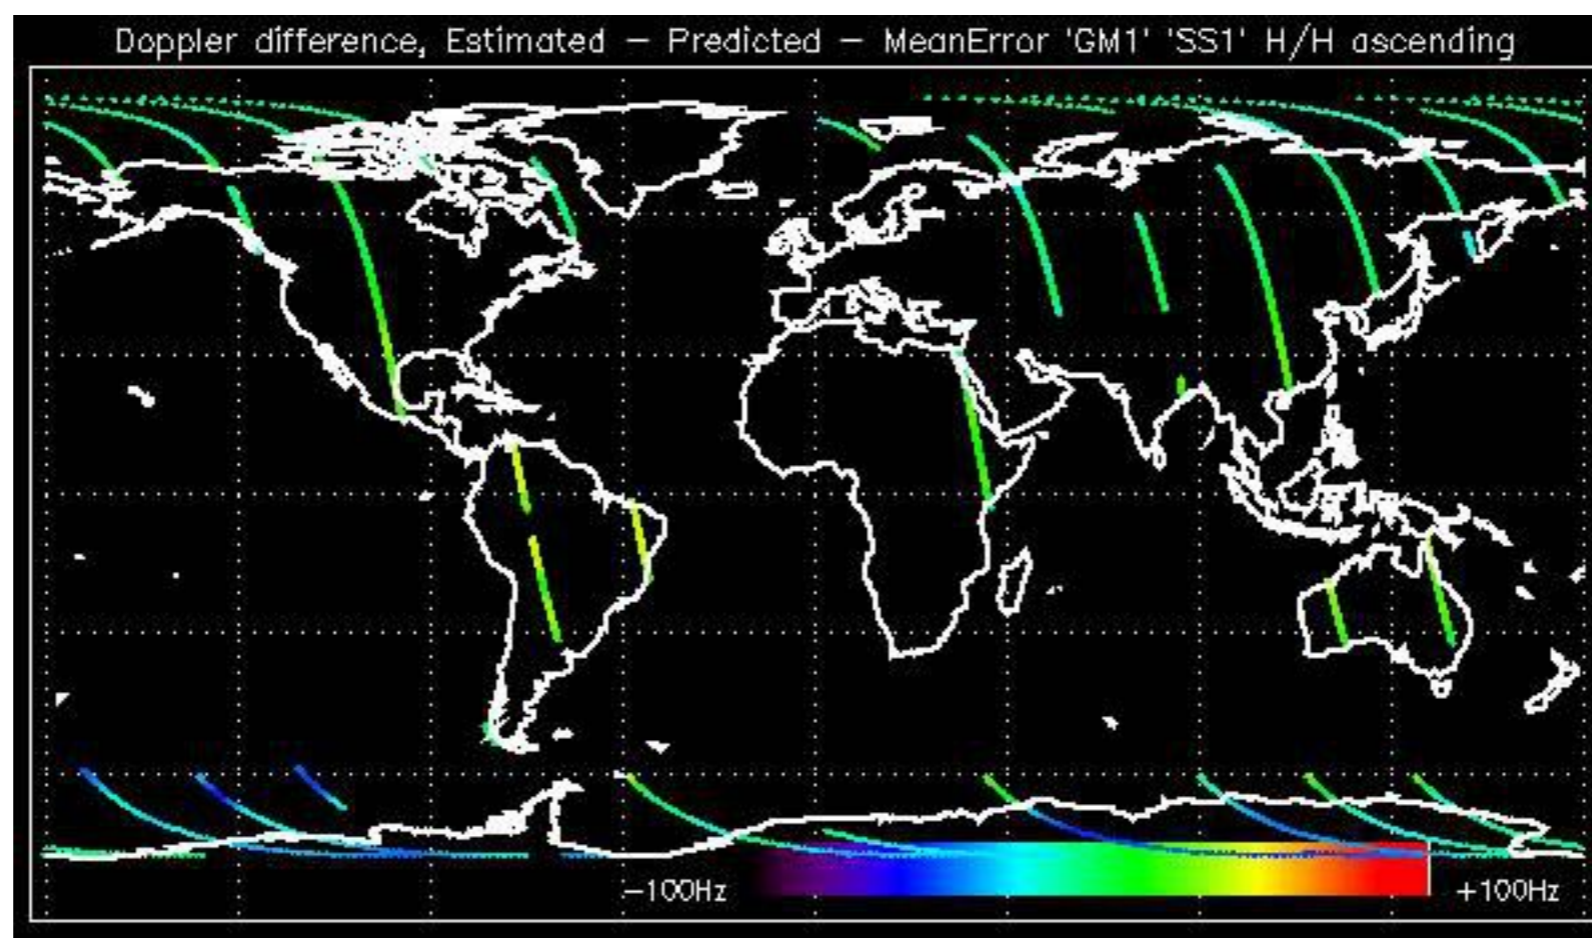 Doppler difference, Estimated − Predicted − MeanError 'GM1' 'SS1' H/H ascending
−100Hz +100Hz